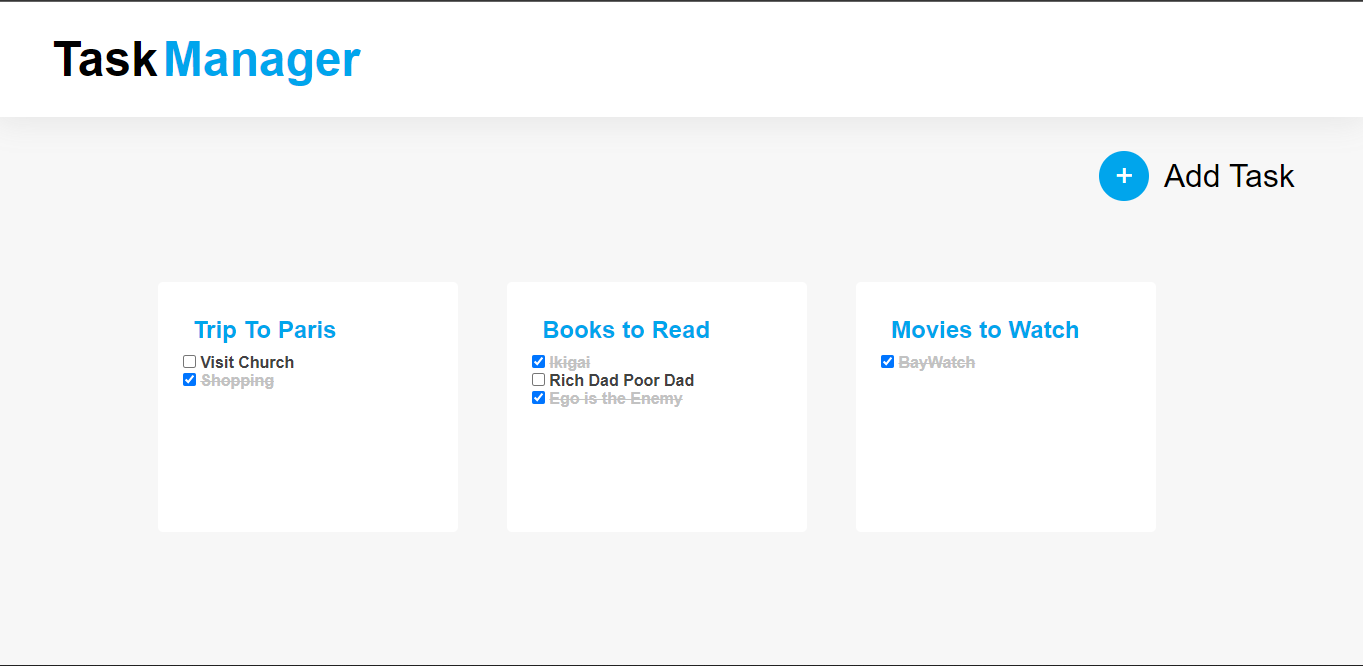 Task Manager
+ Add Task
Trip To Paris
Visit Church
Shopping
Books to Read
Ikigai
Rich Dad Poor Dad
Ego is the Enemy
Movies to Watch
BayWatch